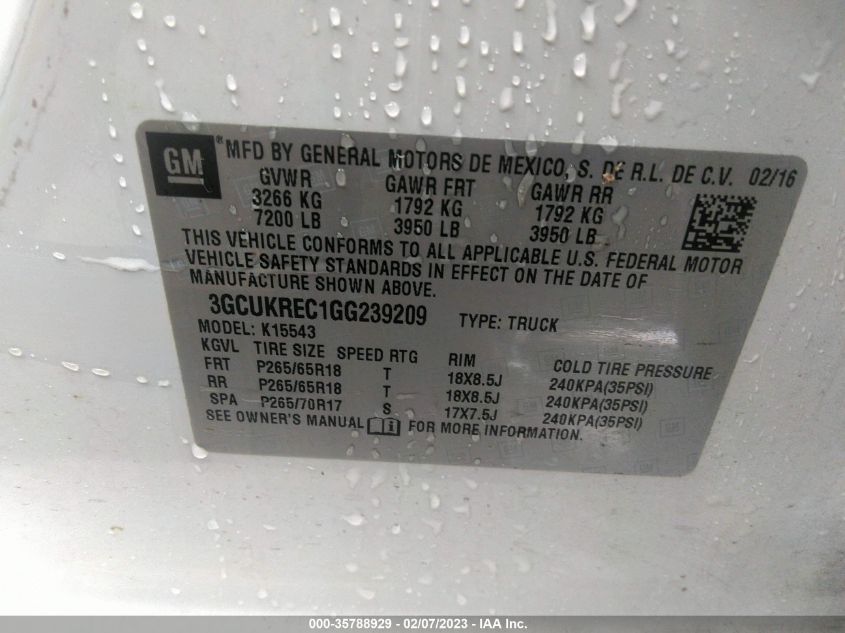 GM
® MFD BY GENERAL MOTORS DE MEXICO, S. DE R.L. DE C.V. 02/16
GVWR GAWR FRT GAWR RR
3266 KG 1792 KG 1792 KG
7200 LB 3950 LB 3950 LB
THIS VEHICLE CONFORMS TO ALL APPLICABLE U.S. FEDERAL MOTOR
VEHICLE SAFETY STANDARDS IN EFFECT ON THE DATE OF
MANUFACTURE SHOWN ABOVE.
3GCUKREC1GG239209 TYPE: TRUCK
MODEL: K15543
KGVL TIRE SIZE SPEED RTG RIM COLD TIRE PRESSURE
FRT P265/65R18 T 18X8.5J 240KPA(35PSI)
RR P265/65R18 T 18X8.5J 240KPA(35PSI)
SPA P265/70R17 S 17X7.5J 240KPA(35PSI)
SEE OWNER'S MANUAL FOR MORE INFORMATION.
000-35788929 - 02/07/2023 - IAA Inc.